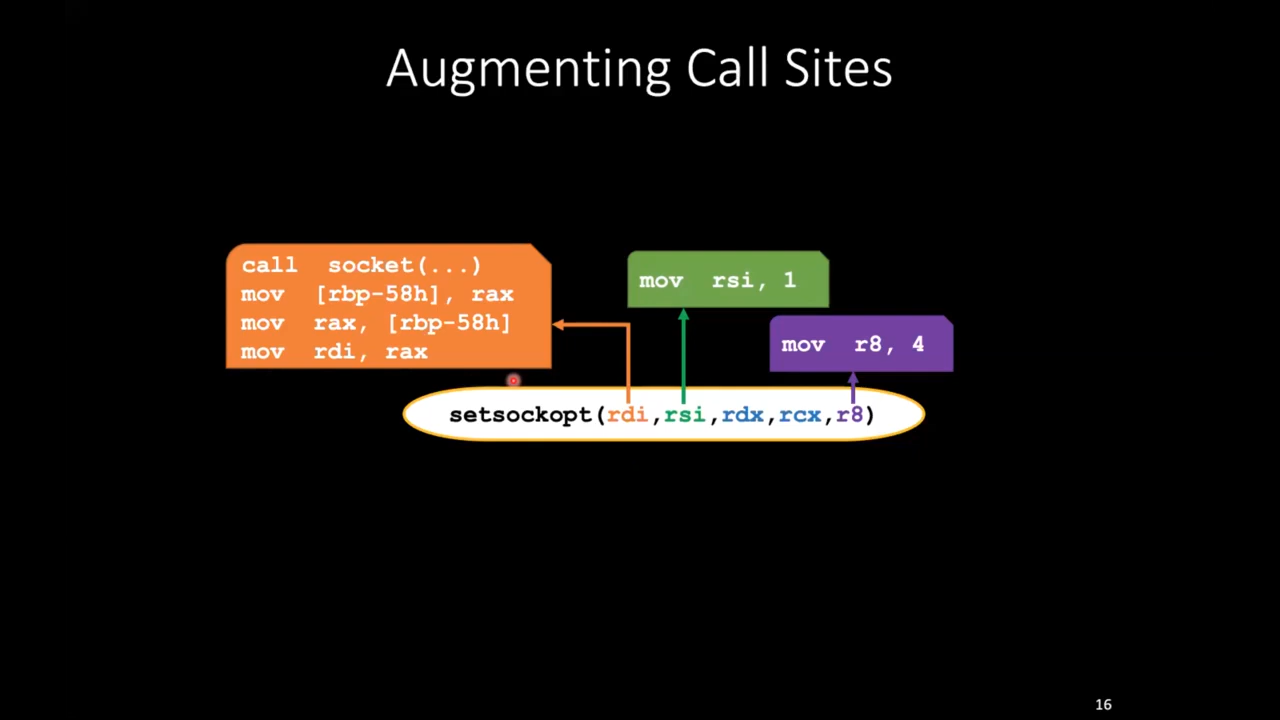 Augmenting Call Sites
call socket(...)
mov [rbp-58h], rax
mov rax, [rbp-58h]
mov rdi, rax
mov rsi, 1
mov r8, 4
setsockopt(rdi,rsi,rdx,rcx,r8)
16